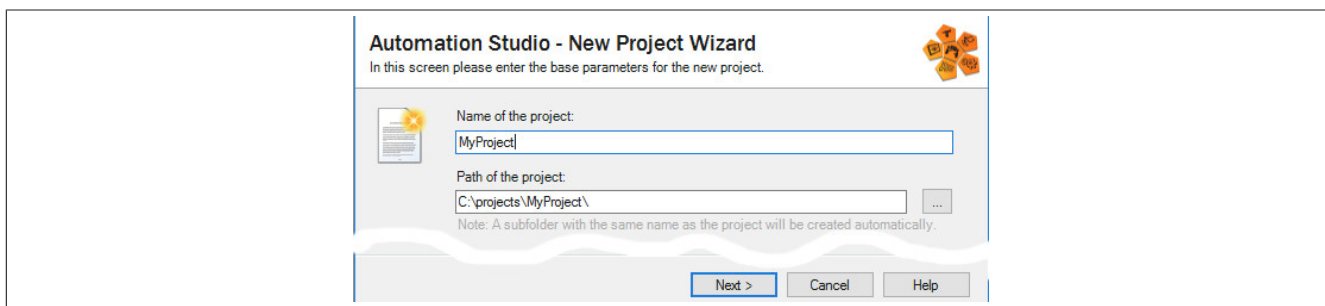 Automation Studio - New Project Wizard
In this screen please enter the base parameters for the new project.
Name of the project:
MyProject
Path of the project:
C:\projects\MyProject\
...
Note: A subfolder with the same name as the project will be created automatically.
Next >
Cancel
Help